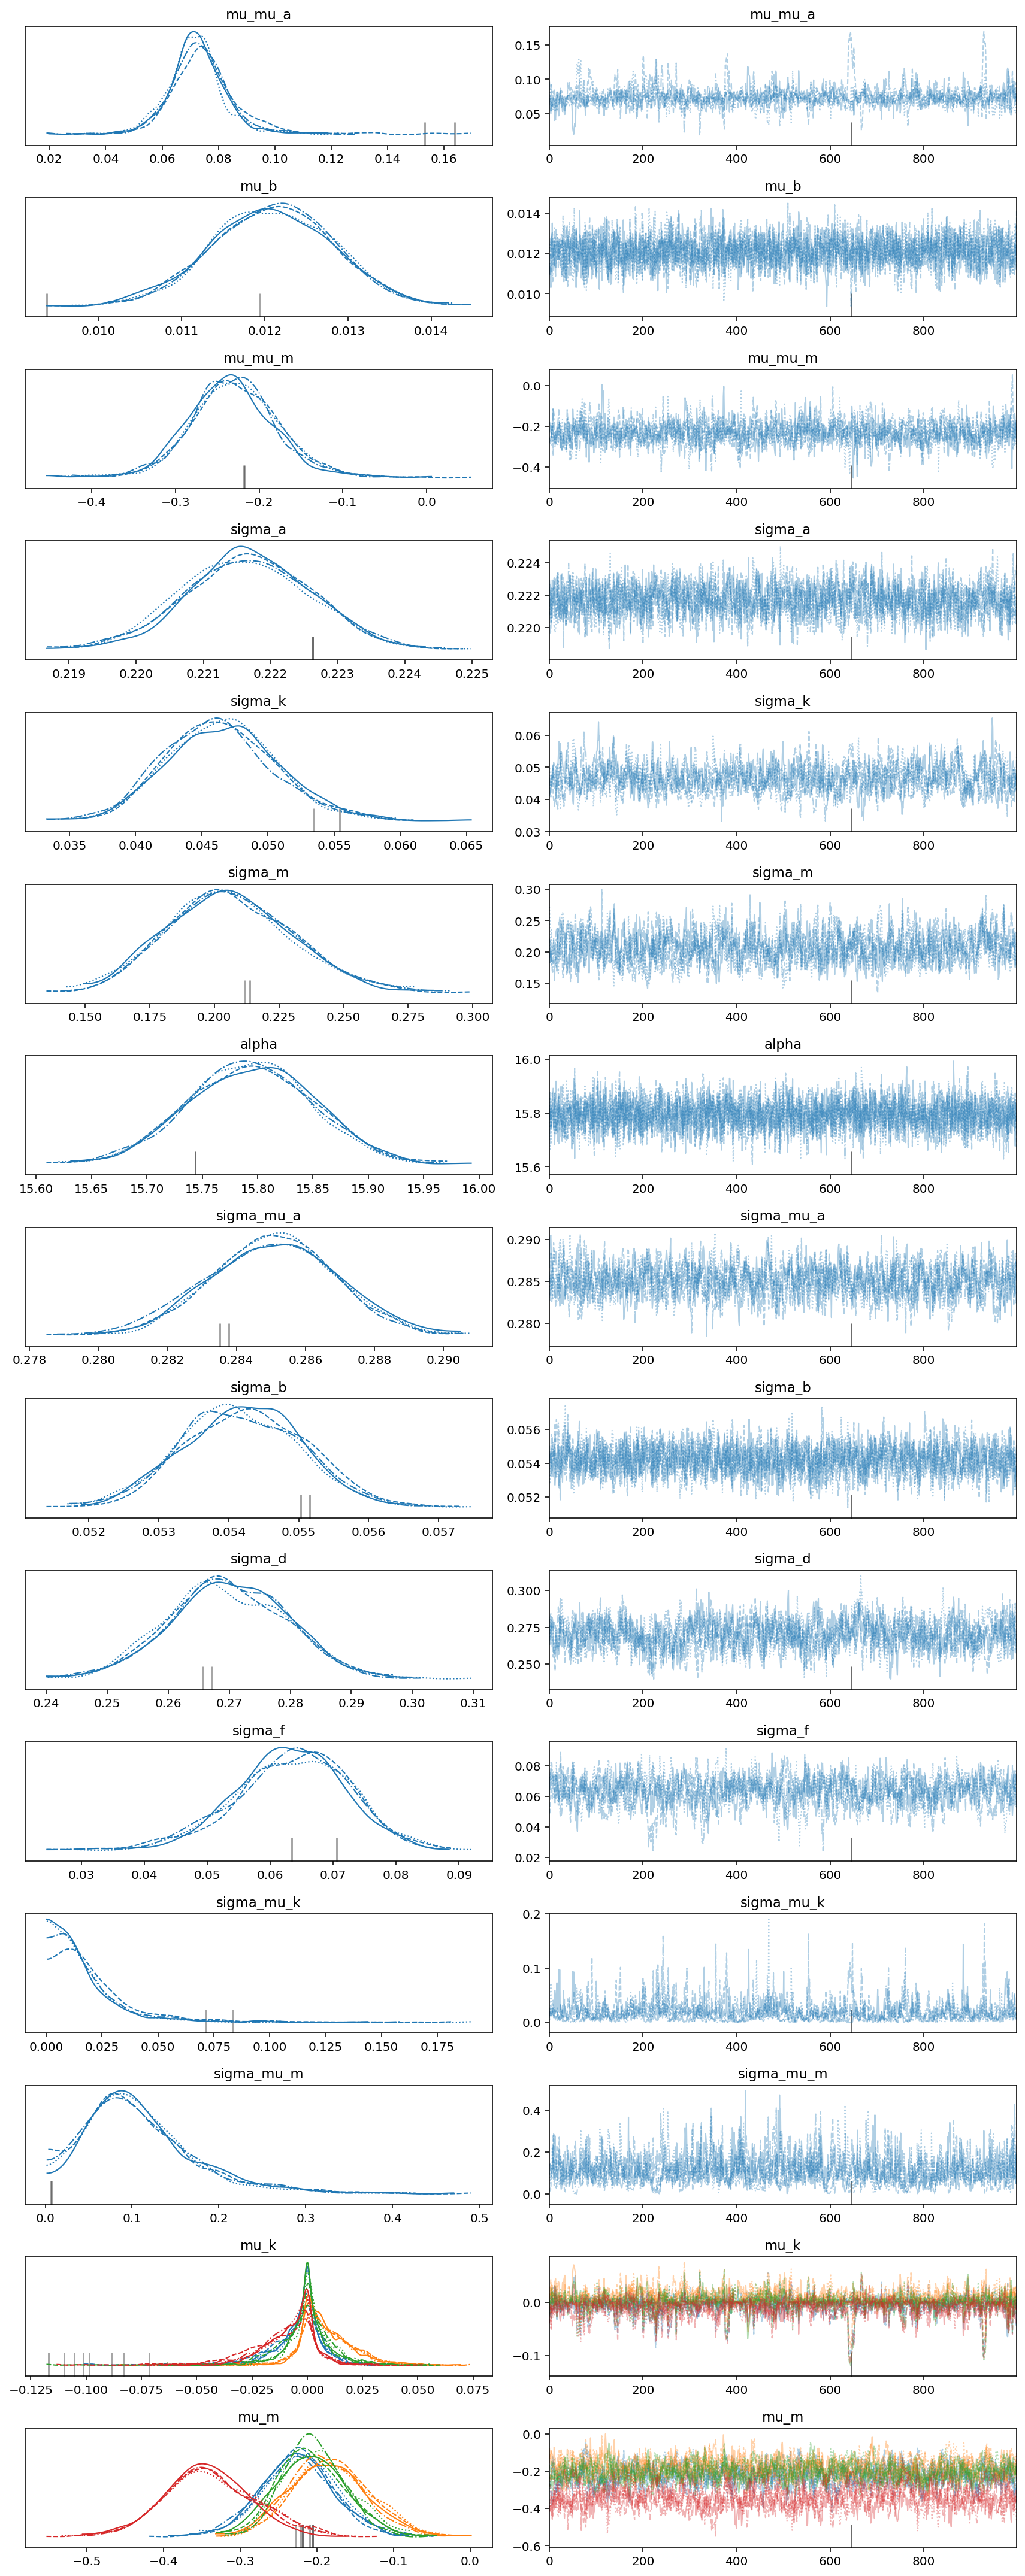 mu_mu_a mu_mu_a
0.15
0.10
0.05
0.02 0.04 0.06 0.08 0.10 0.12 0.14 0.16 0 200 400 600 800
mu_b mu_b
0.014
0.012
0.010
0.010 0.011 0.012 0.013 0.014 0 200 400 600 800
mu_mu_m mu_mu_m
0.0
−0.2
−0.4
−0.4 −0.3 −0.2 −0.1 0.0 0 200 400 600 800
sigma_a sigma_a
0.224
0.222
0.220
0.219 0.220 0.221 0.222 0.223 0.224 0.225 0 200 400 600 800
sigma_k sigma_k
0.06
0.05
0.04
0.03
0.035 0.040 0.045 0.050 0.055 0.060 0.065 0 200 400 600 800
sigma_m sigma_m
0.30
0.25
0.20
0.15
0.150 0.175 0.200 0.225 0.250 0.275 0.300 0 200 400 600 800
alpha alpha
16.0
15.8
15.6
15.60 15.65 15.70 15.75 15.80 15.85 15.90 15.95 16.00 0 200 400 600 800
sigma_mu_a sigma_mu_a
0.290
0.285
0.280
0.278 0.280 0.282 0.284 0.286 0.288 0.290 0 200 400 600 800
sigma_b sigma_b
0.056
0.054
0.052
0.052 0.053 0.054 0.055 0.056 0.057 0 200 400 600 800
sigma_d sigma_d
0.300
0.275
0.250
0.24 0.25 0.26 0.27 0.28 0.29 0.30 0.31 0 200 400 600 800
sigma_f sigma_f
0.08
0.06
0.04
0.02
0.03 0.04 0.05 0.06 0.07 0.08 0.09 0 200 400 600 800
sigma_mu_k sigma_mu_k
0.2
0.1
0.0
0.000 0.025 0.050 0.075 0.100 0.125 0.150 0.175 0 200 400 600 800
sigma_mu_m sigma_mu_m
0.4
0.2
0.0
0.0 0.1 0.2 0.3 0.4 0.5 0 200 400 600 800
mu_k mu_k
0.0
−0.1
−0.125 −0.100 −0.075 −0.050 −0.025 0.000 0.025 0.050 0.075 0 200 400 600 800
mu_m mu_m
0.0
−0.2
−0.4
−0.6
−0.5 −0.4 −0.3 −0.2 −0.1 0.0 0 200 400 600 800